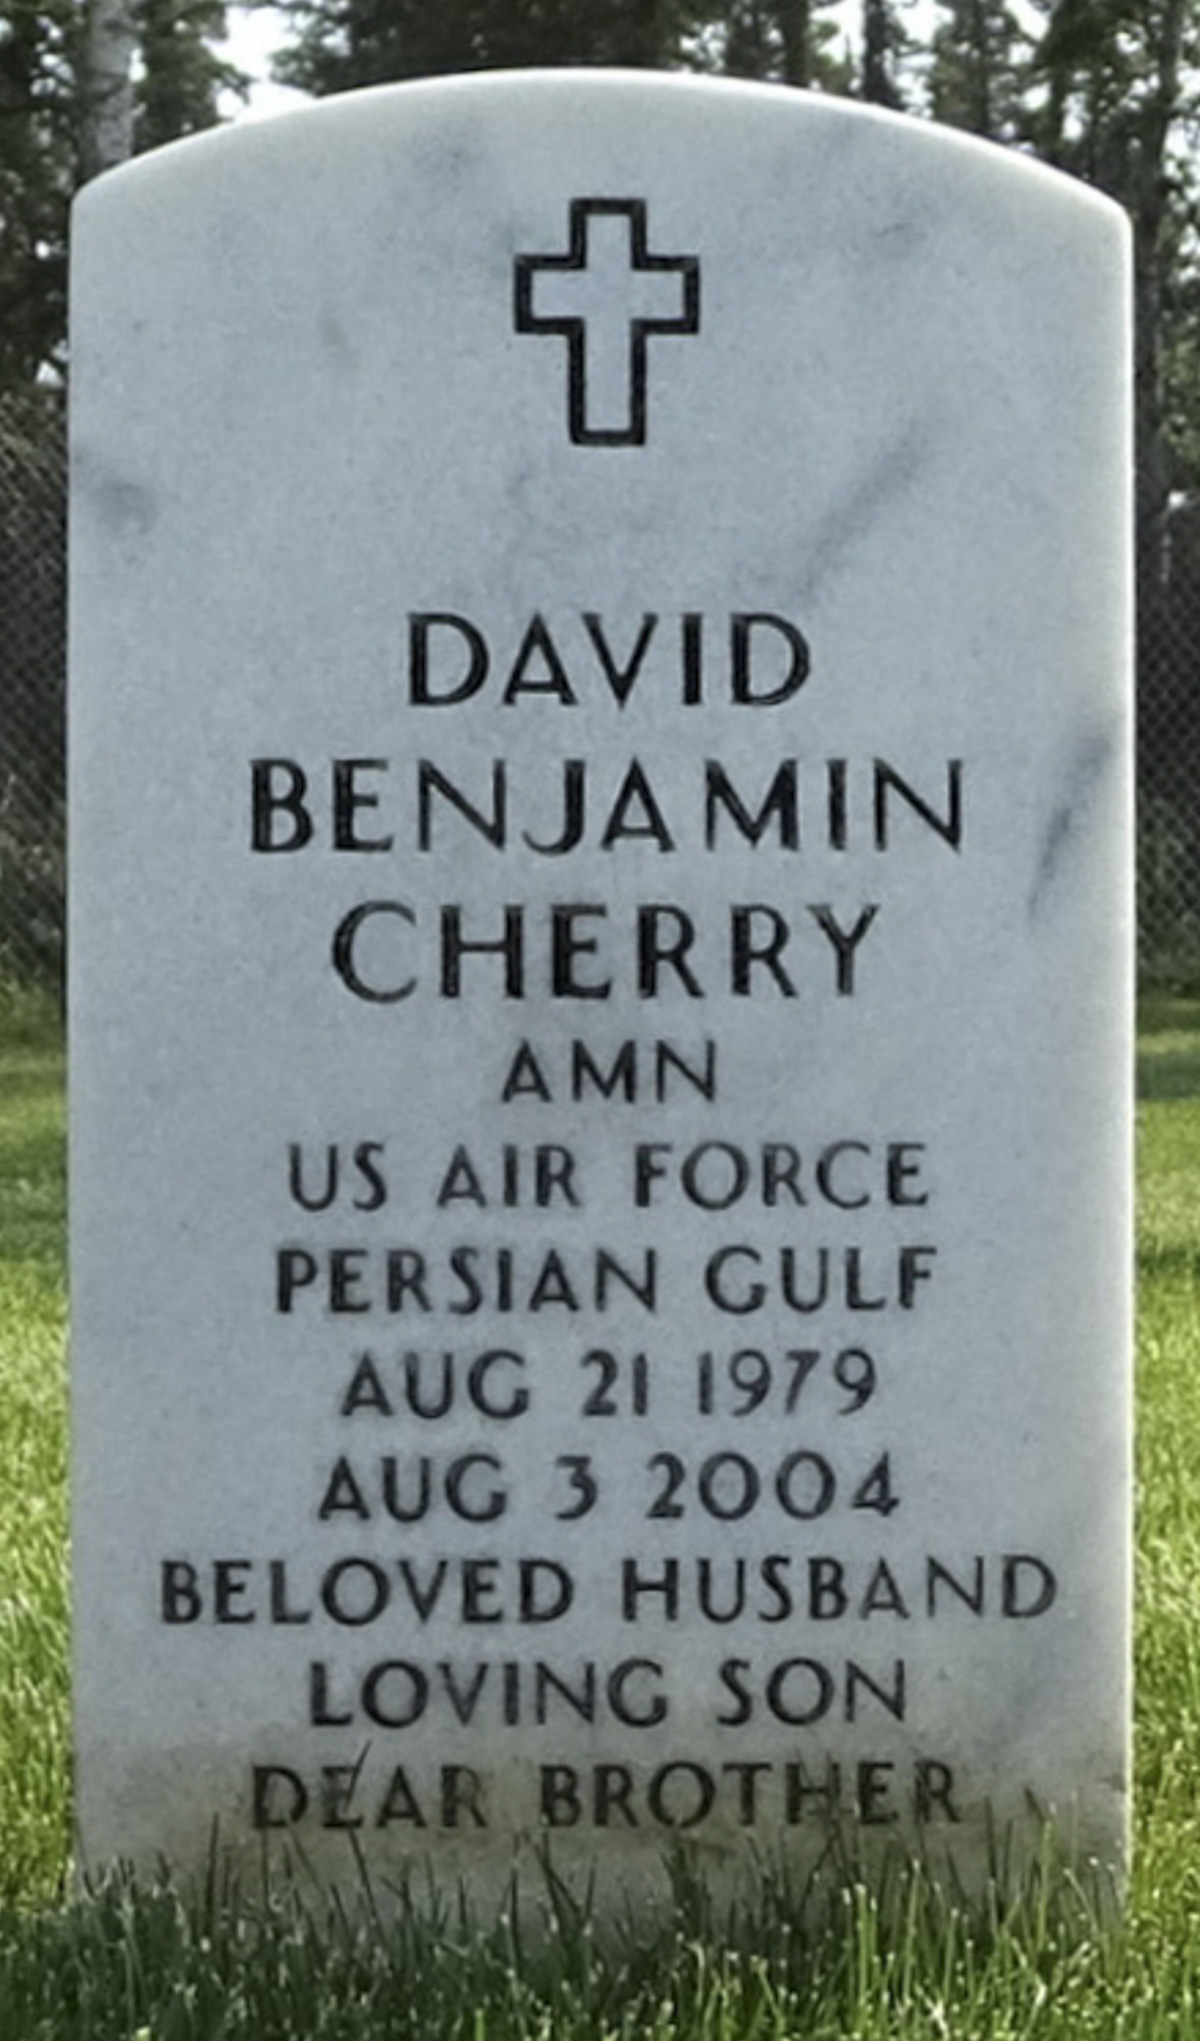 DAVID
BENJAMIN
CHERRY
AMN
US AIR FORCE
PERSIAN GULF
AUG 21 1979
AUG 3 2004
BELOVED HUSBAND
LOVING SON
DEAR BROTHER